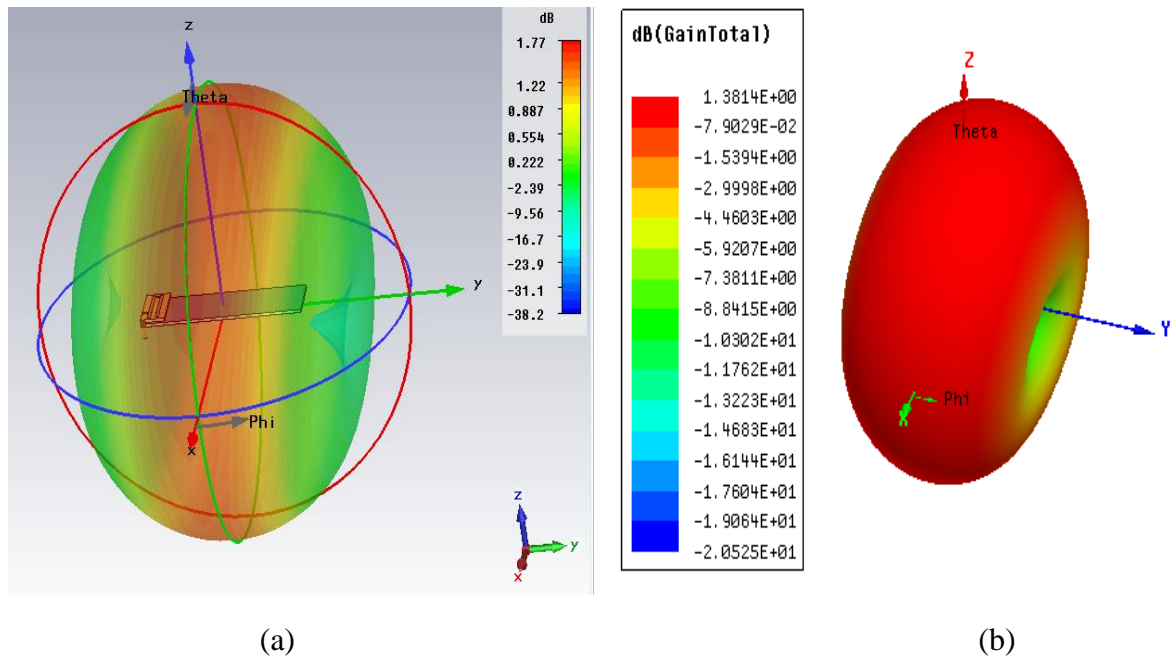 dB
1.77
1.22
0.887
0.554
0.222
-2.39
-9.56
-16.7
-23.9
-31.1
-38.2
z
Theta
y
Phi
x
z
y
x
(a)
dB(GainTotal)
1.3814E+00
-7.9029E-02
-1.5394E+00
-2.9998E+00
-4.4603E+00
-5.9207E+00
-7.3811E+00
-8.8415E+00
-1.0302E+01
-1.1762E+01
-1.3223E+01
-1.4683E+01
-1.6144E+01
-1.7604E+01
-1.9064E+01
-2.0525E+01
Z
Theta
Y
Phi
X
(b)